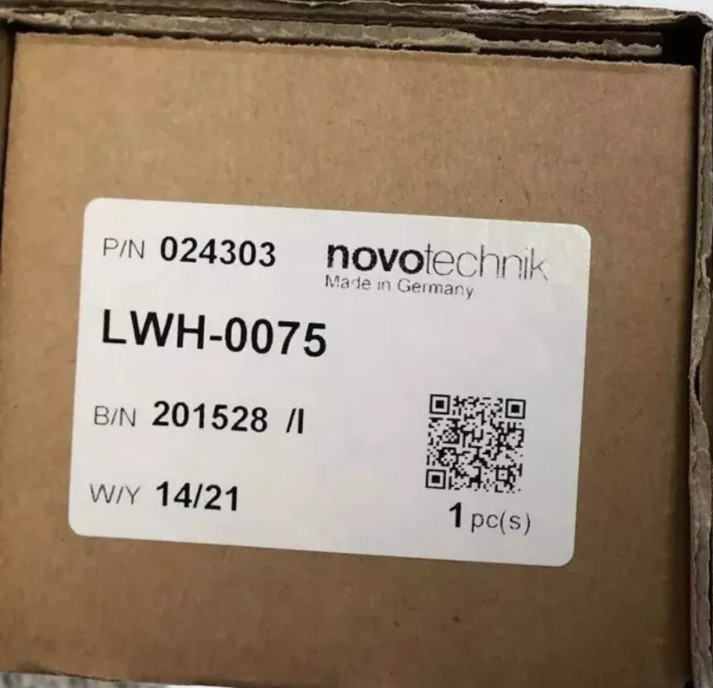 P/N 024303
novotechnik
Made in Germany
LWH-0075
B/N 201528 /I
W/Y 14/21
1 pc(s)